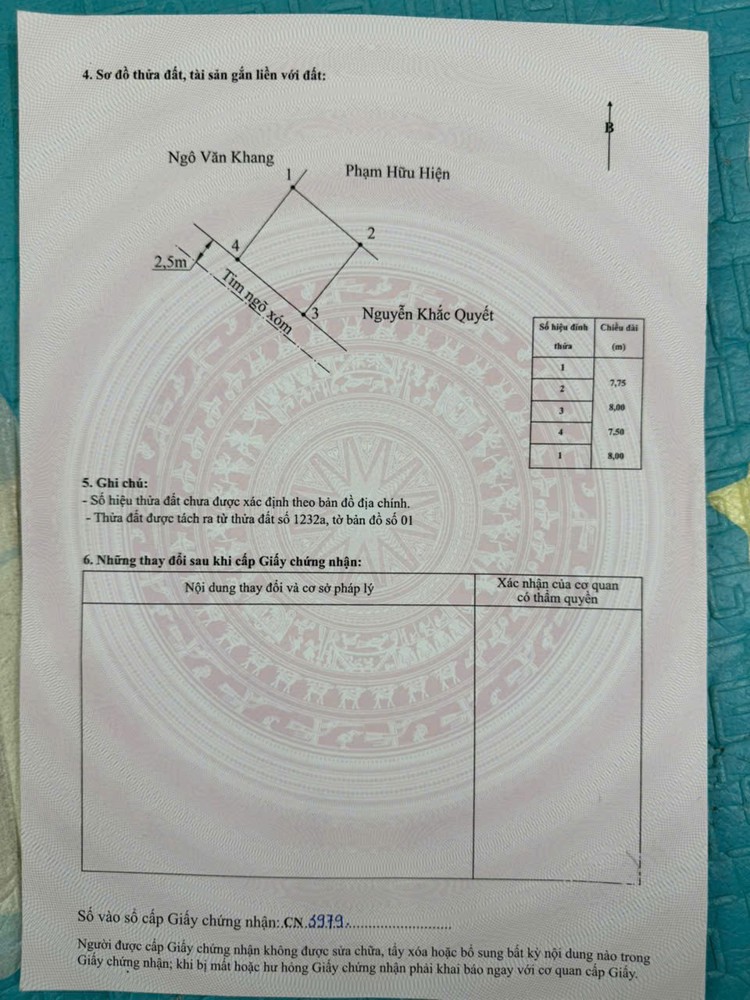 4. Sơ đồ thửa đất, tài sản gắn liền với đất:
B
Ngô Văn Khang
Phạm Hữu Hiện
1
2
4
2,5m
Tim ngõ xóm
3
Nguyễn Khắc Quyết
Số hiệu đỉnh thửa Chiều dài (m)
1
7,75
2
8,00
3
7,50
4
8,00
1
5. Ghi chú:
- Số hiệu thửa đất chưa được xác định theo bản đồ địa chính.
- Thửa đất được tách ra từ thửa đất số 1232a, tờ bản đồ số 01
6. Những thay đổi sau khi cấp Giấy chứng nhận:
Nội dung thay đổi và cơ sở pháp lý
Xác nhận của cơ quan
có thẩm quyền
Số vào sổ cấp Giấy chứng nhận: CN 3979
Người được cấp Giấy chứng nhận không được sửa chữa, tẩy xóa hoặc bổ sung bất kỳ nội dung nào trong
Giấy chứng nhận; khi bị mất hoặc hư hỏng Giấy chứng nhận phải khai báo ngay với cơ quan cấp Giấy.